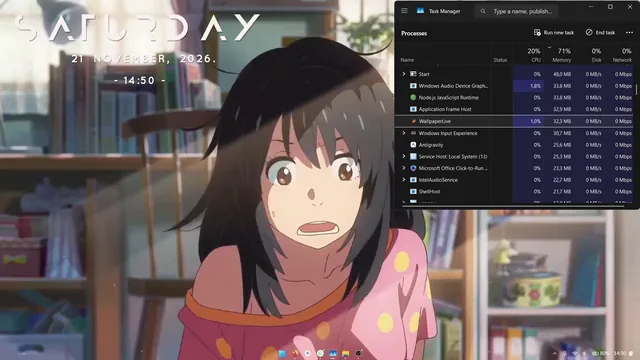 SATURDAY
21 NOVEMBER, 2026.
- 14:50 -
Task Manager
Type a name, publish...
Processes
Run new task
End task
20% 71% 0% 0%
Name Status CPU Memory Disk Network
Start 0% 48,0 MB 0 MB/s 0 Mbps
Windows Audio Device Graph... 1,8% 33,8 MB 0 MB/s 0 Mbps
Node.js JavaScript Runtime 0% 33,8 MB 0 MB/s 0 Mbps
Application Frame Host 0% 32,9 MB 0 MB/s 0 Mbps
WallpaperLive 1,0% 32,3 MB 0 MB/s 0 Mbps
Windows Input Experience 0% 30,7 MB 0 MB/s 0 Mbps
Antigravity 0% 25,6 MB 0 MB/s 0 Mbps
Service Host: Local System (13) 0% 25,3 MB 0 MB/s 0 Mbps
Microsoft Office Click-to-Run ... 0% 22,7 MB 0 MB/s 0 Mbps
IntelAudioService 0% 22,7 MB 0 MB/s 0 Mbps
ShellHost 0% 21,7 MB 0 MB/s 0 Mbps
80% 14:50